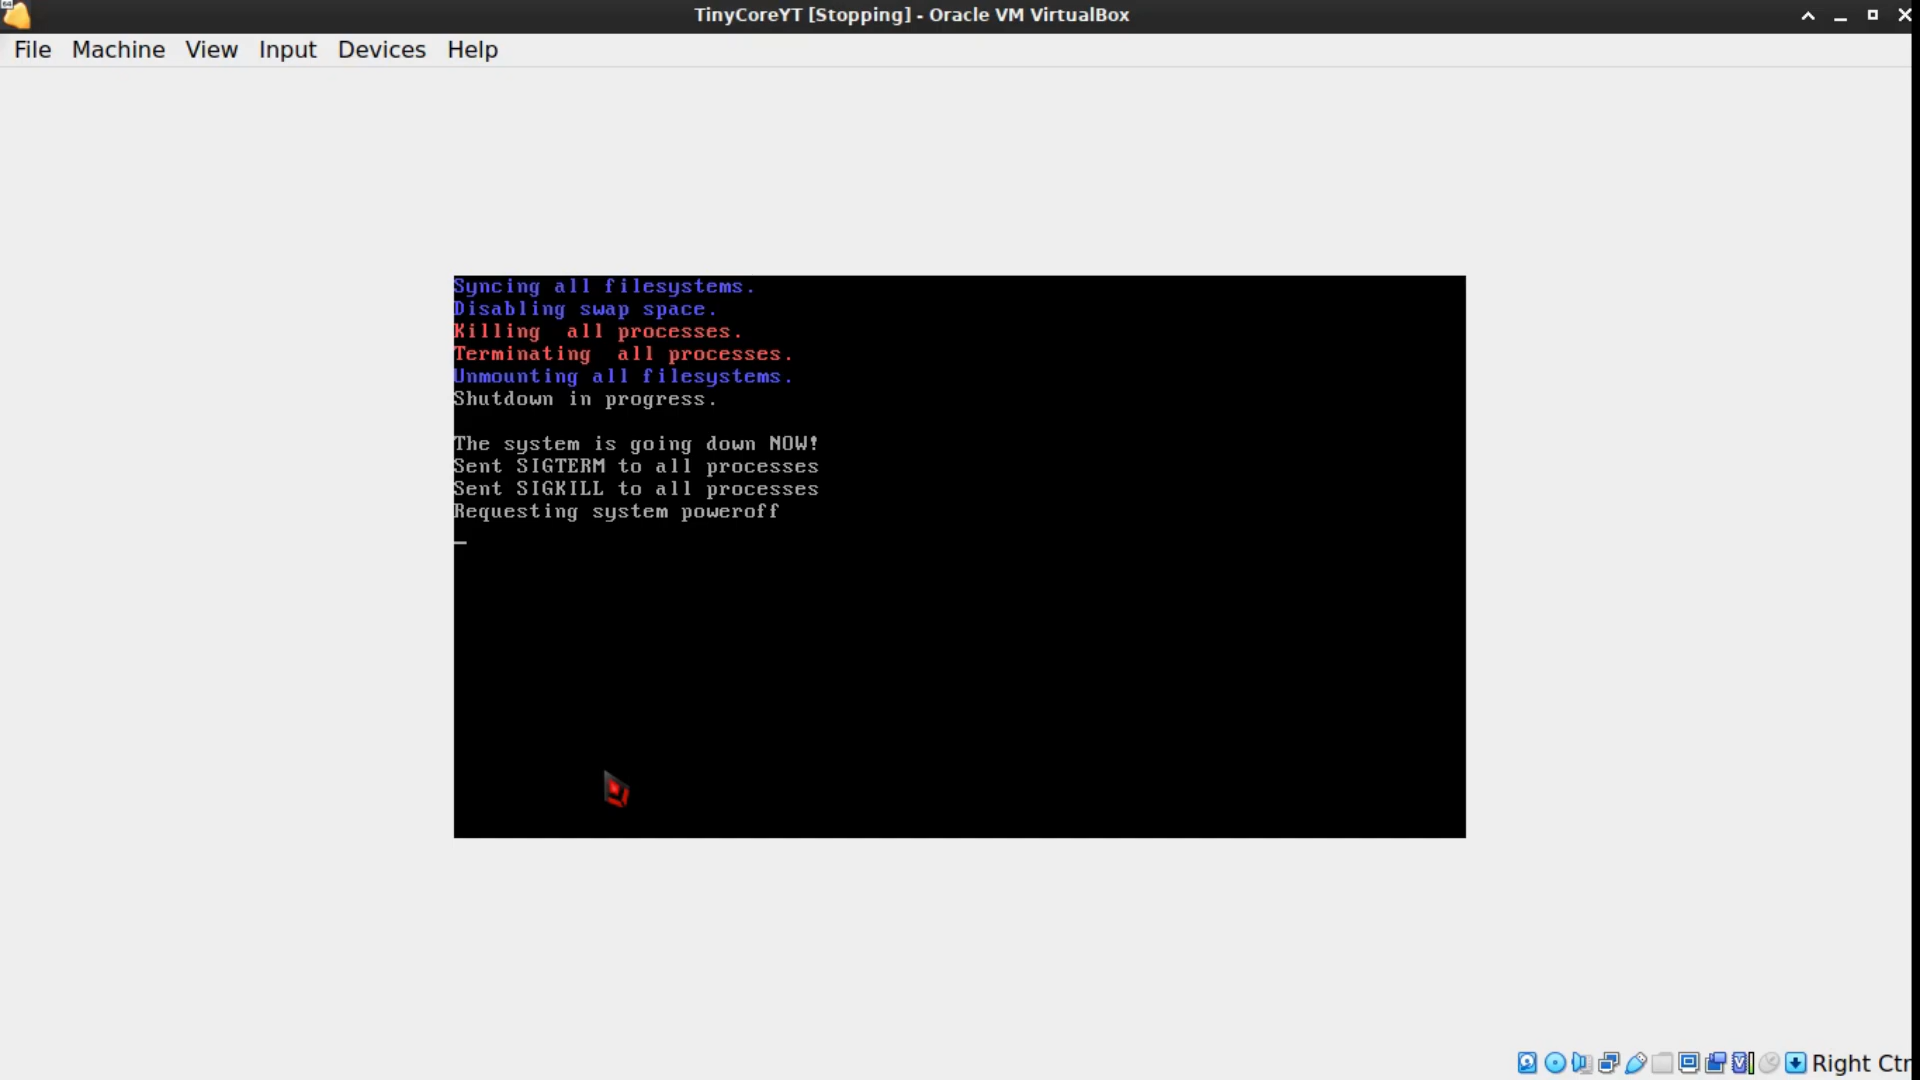 TinyCoreYT [Stopping] - Oracle VM VirtualBox
File Machine View Input Devices Help
Syncing all filesystems.
Disabling swap space.
Killing  all processes.
Terminating  all processes.
Unmounting all filesystems.
Shutdown in progress.
The system is going down NOW!
Sent SIGTERM to all processes
Sent SIGKILL to all processes
Requesting system poweroff
Right Ctr